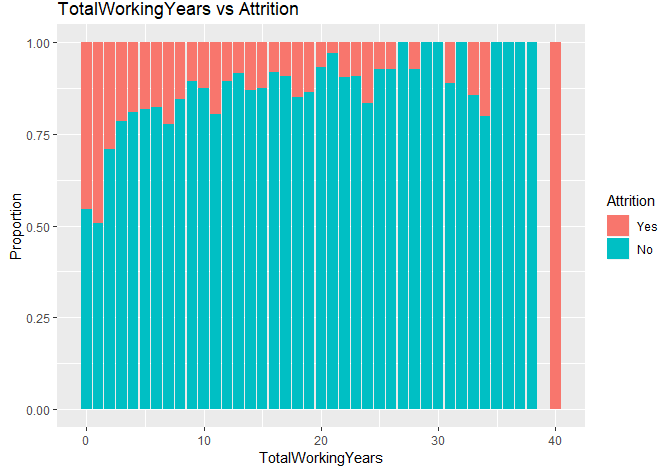 TotalWorkingYears vs Attrition
1.00
0.75
0.50
0.25
0.00
Proportion
0 10 20 30 40
TotalWorkingYears
Attrition
Yes
No